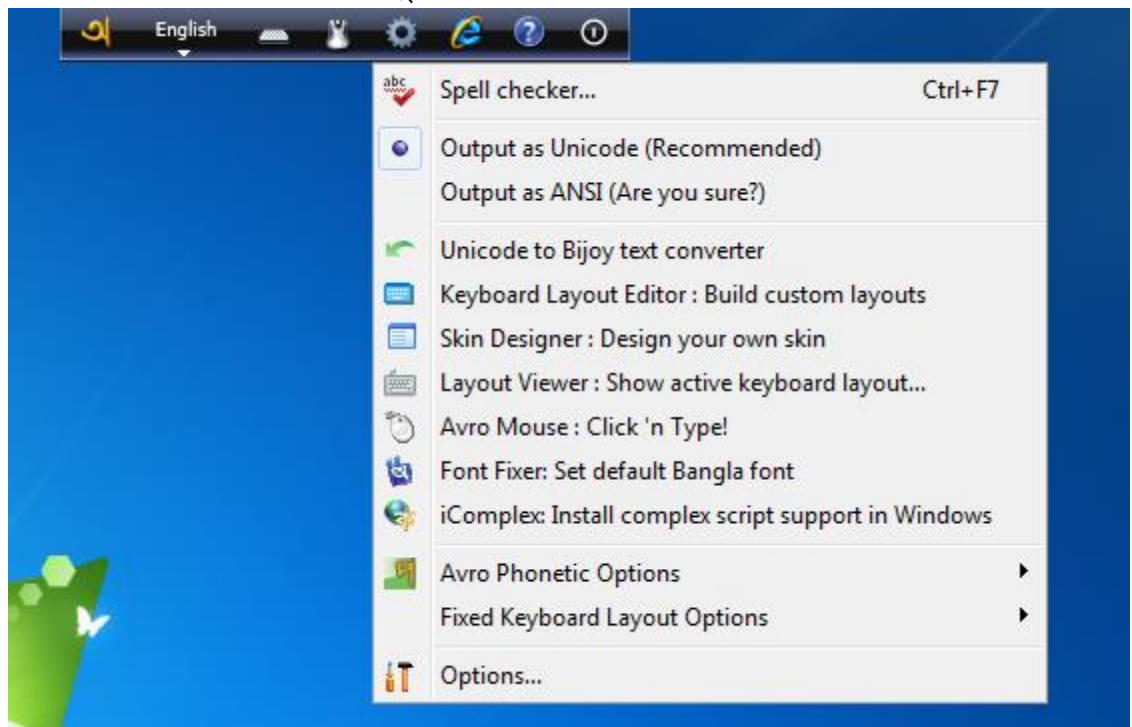 অ English
abc
Spell checker... Ctrl+F7
Output as Unicode (Recommended)
Output as ANSI (Are you sure?)
Unicode to Bijoy text converter
Keyboard Layout Editor : Build custom layouts
Skin Designer : Design your own skin
Layout Viewer : Show active keyboard layout...
Avro Mouse : Click 'n Type!
Font Fixer: Set default Bangla font
iComplex: Install complex script support in Windows
Avro Phonetic Options
Fixed Keyboard Layout Options
Options...